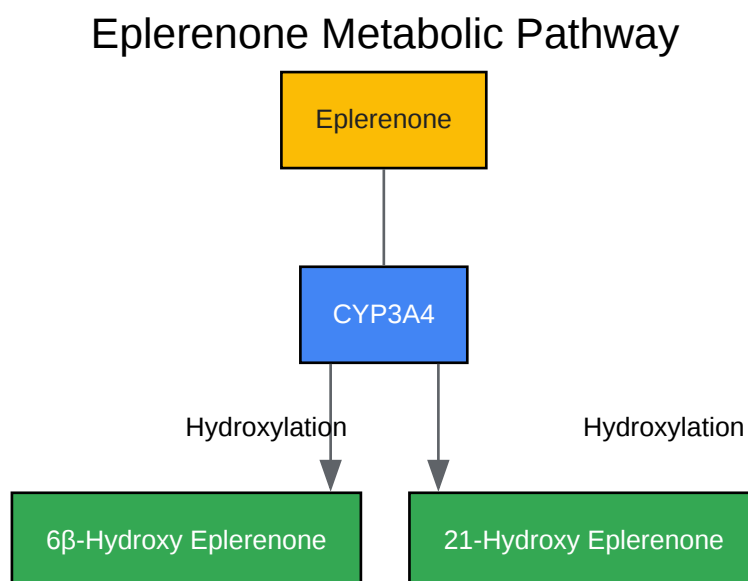 Eplerenone Metabolic Pathway
Eplerenone
CYP3A4
Hydroxylation
Hydroxylation
6β-Hydroxy Eplerenone
21-Hydroxy Eplerenone